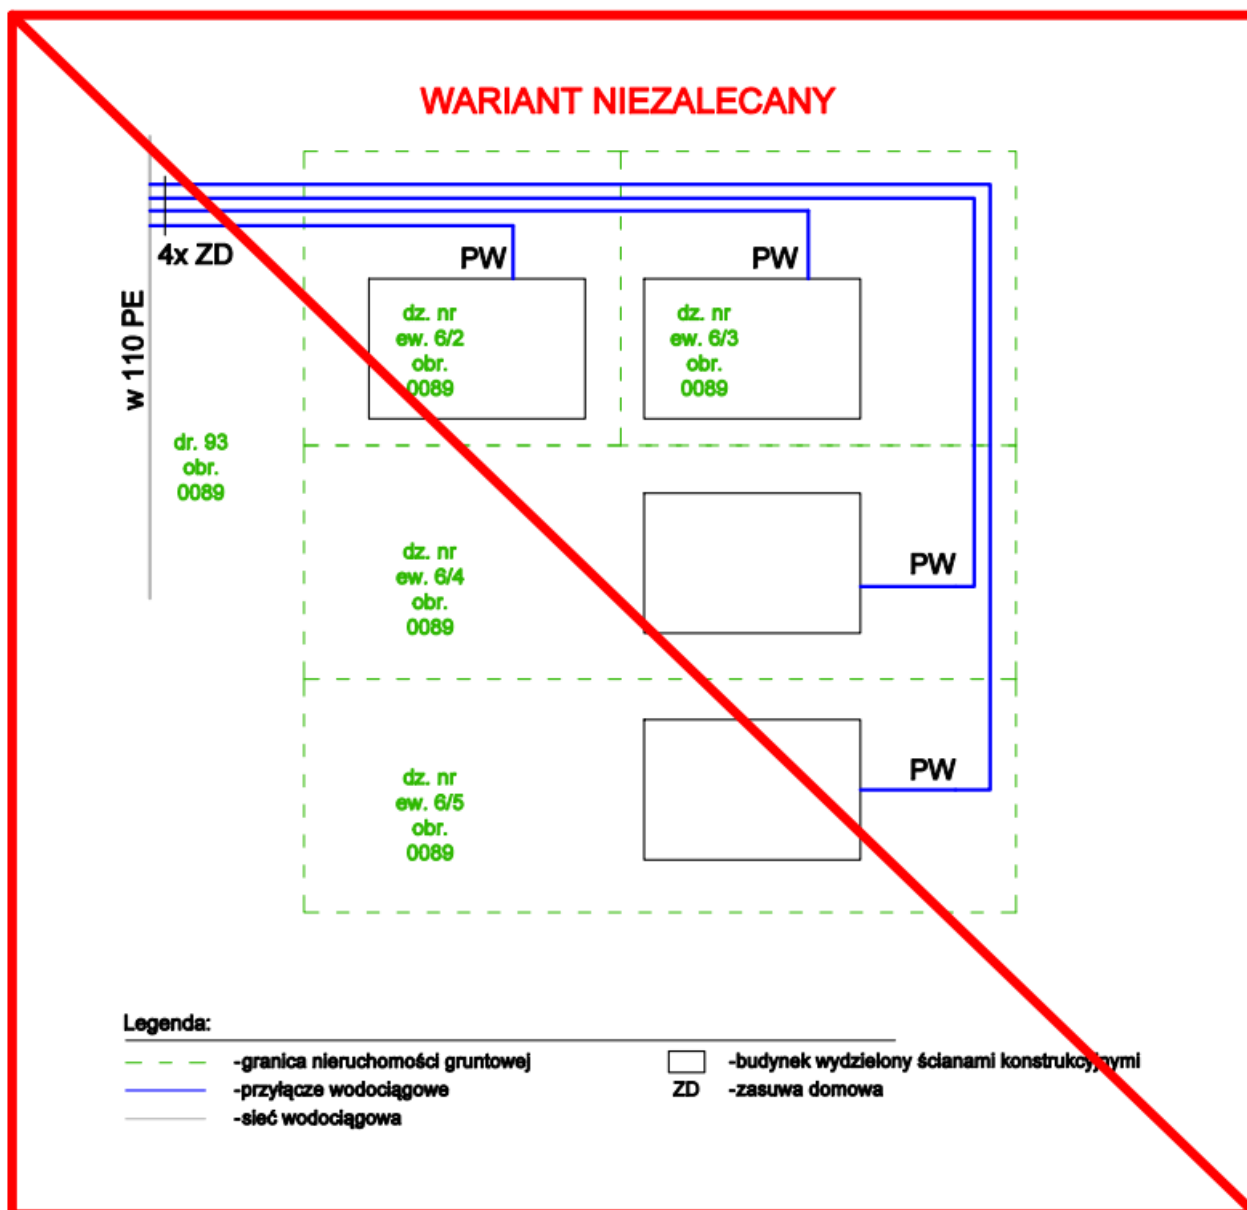 WARIANT NIEZALECANY
4x ZD
PW
PW
w 110 PE
dz. nr
ew. 6/2
obr.
0089
dz. nr
ew. 6/3
obr.
0089
dr. 93
obr.
0089
dz. nr
ew. 6/4
obr.
0089
PW
dz. nr
ew. 6/5
obr.
0089
PW
Legenda:
-granica nieruchomości gruntowej
-przyłącze wodociągowe
-sieć wodociągowa
-budynek wydzielony ścianami konstrukcyjnymi
ZD -zasuwa domowa